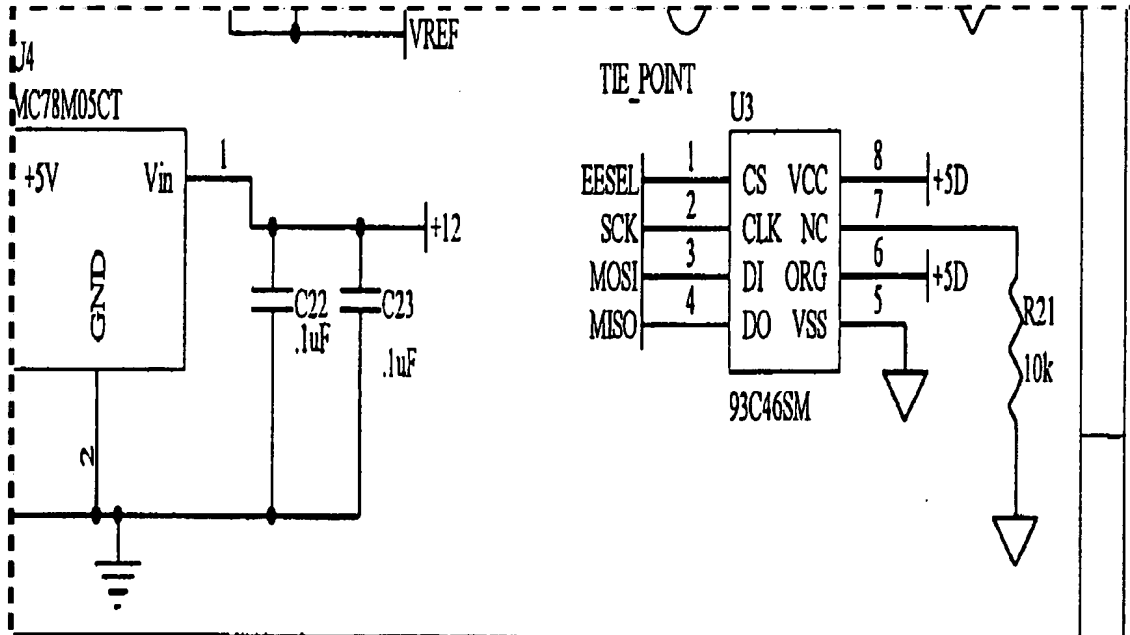 VREF
J4
MC78M05CT
+5V
Vin
1
GND
2
+12
C22
.1uF
C23
.1uF
TIE_POINT
U3
EESEL
1
CS
VCC
8
+5D
SCK
2
CLK
NC
7
MOSI
3
DI
ORG
6
+5D
MISO
4
DO
VSS
5
93C46SM
R21
10k